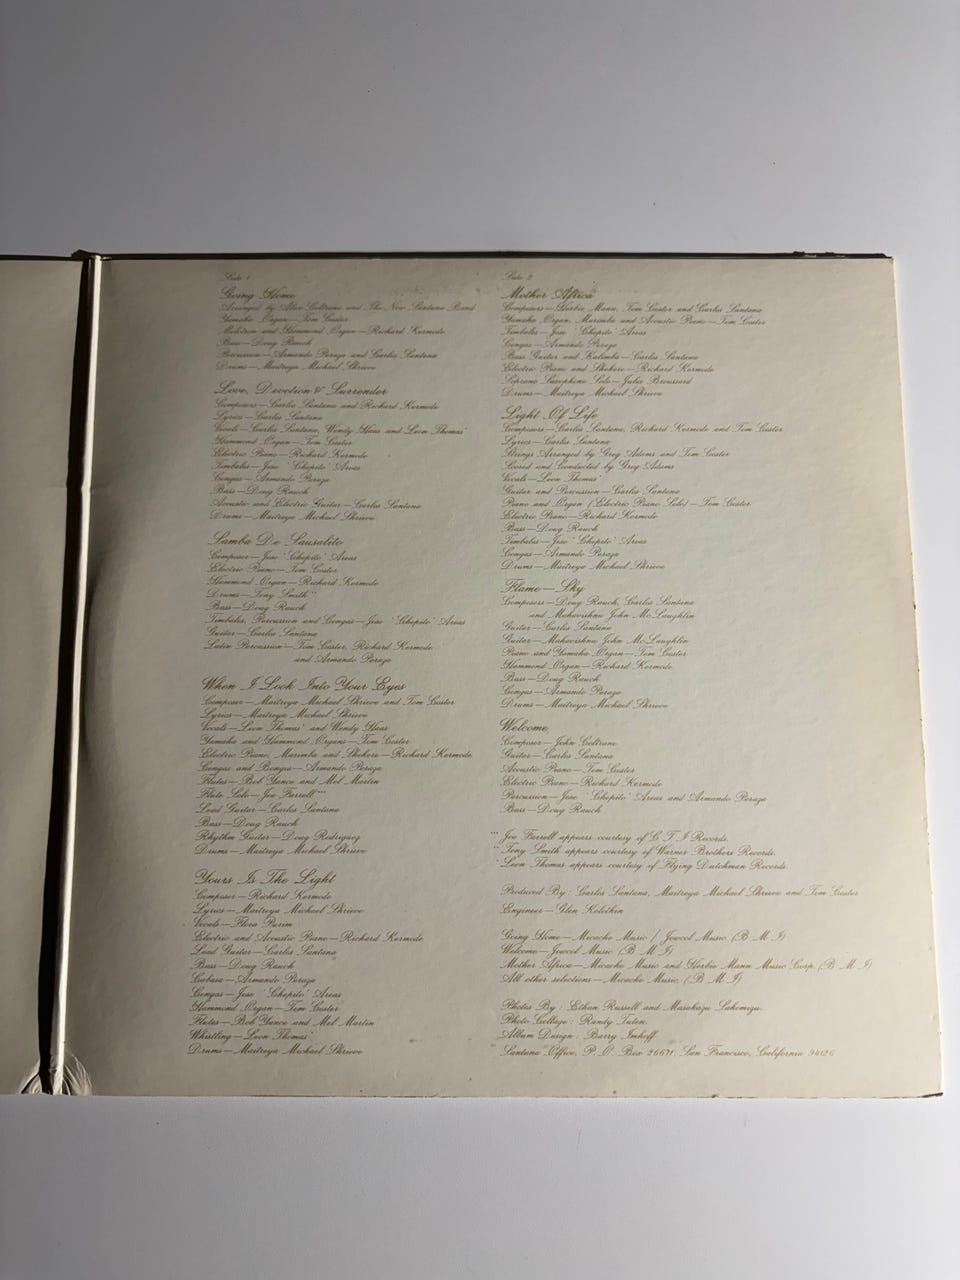 Side 1
Going Home
Arranged by Alice Coltrane and The New Santana Band
Yamaha Organ—Tom Coster
Mellotron and Hammond Organ—Richard Kermode
Bass—Doug Rauch
Percussion—Armando Peraza and Carlos Santana
Drums—Maitreya Michael Shrieve
Love, Devotion & Surrender
Composers—Carlos Santana and Richard Kermode
Lyrics—Carlos Santana
Vocals—Carlos Santana, Wendy Haas and Leon Thomas*
Hammond Organ—Tom Coster
Electric Piano—Richard Kermode
Timbales—Jose 'Chepito' Areas
Congas—Armando Peraza
Bass—Doug Rauch
Acoustic and Electric Guitar—Carlos Santana
Drums—Maitreya Michael Shrieve
Samba De Sausalito
Composer—Jose 'Chepito' Areas
Electric Piano—Tom Coster
Hammond Organ—Richard Kermode
Drums—Tony Smith**
Bass—Doug Rauch
Timbales, Percussion and Congas—Jose 'Chepito' Areas
Guitar—Carlos Santana
Latin Percussion—Tom Coster, Richard Kermode
and Armando Peraza
When I Look Into Your Eyes
Composer—Maitreya Michael Shrieve and Tom Coster
Lyrics—Maitreya Michael Shrieve
Vocals—Leon Thomas* and Wendy Haas
Yamaha and Hammond Organs—Tom Coster
Electric Piano, Marimba and Shekere—Richard Kermode
Congas and Bongos—Armando Peraza
Flutes—Bob Yance and Mel Martin
Flute Solo—Joe Farrell***
Lead Guitar—Carlos Santana
Bass—Doug Rauch
Rhythm Guitar—Doug Rodriguez
Drums—Maitreya Michael Shrieve
Yours Is The Light
Composer—Richard Kermode
Lyrics—Maitreya Michael Shrieve
Vocals—Flora Purim
Electric and Acoustic Piano—Richard Kermode
Lead Guitar—Carlos Santana
Bass—Doug Rauch
Cabasa—Armando Peraza
Congas—Jose 'Chepito' Areas
Hammond Organ—Tom Coster
Flutes—Bob Yance and Mel Martin
Whistling—Leon Thomas*
Drums—Maitreya Michael Shrieve
Side 2
Mother Africa
Composers—Herbie Mann, Tom Coster and Carlos Santana
Yamaha Organ, Marimba and Acoustic Piano—Tom Coster
Timbales—Jose 'Chepito' Areas
Congas—Armando Peraza
Bass Guitar and Kalimba—Carlos Santana
Electric Piano and Shekere—Richard Kermode
Soprano Saxophone Solo—Jules Broussard
Drums—Maitreya Michael Shrieve
Light Of Life
Composers—Carlos Santana, Richard Kermode and Tom Coster
Lyrics—Carlos Santana
Strings Arranged by Greg Adams and Tom Coster
Scored and Conducted by Greg Adams
Vocals—Leon Thomas*
Guitar and Percussion—Carlos Santana
Piano and Organ (Electric Piano Solo)—Tom Coster
Electric Piano—Richard Kermode
Bass—Doug Rauch
Timbales—Jose 'Chepito' Areas
Congas—Armando Peraza
Drums—Maitreya Michael Shrieve
Flame—Sky
Composers—Doug Rauch, Carlos Santana
and Mahavishnu John McLaughlin
Guitar—Carlos Santana
Guitar—Mahavishnu John McLaughlin
Piano and Yamaha Organ—Tom Coster
Hammond Organ—Richard Kermode
Bass—Doug Rauch
Congas—Armando Peraza
Drums—Maitreya Michael Shrieve
Welcome
Composer—John Coltrane
Guitar—Carlos Santana
Acoustic Piano—Tom Coster
Electric Piano—Richard Kermode
Percussion—Jose 'Chepito' Areas and Armando Peraza
Bass—Doug Rauch
***Joe Farrell appears courtesy of C T I Records.
**Tony Smith appears courtesy of Warner Brothers Records.
*Leon Thomas appears courtesy of Flying Dutchman Records.
Produced By: Carlos Santana, Maitreya Michael Shrieve and Tom Coster
Engineer—Glen Kolotkin
Going Home—Micacho Music / Jowcol Music (B M I)
Welcome—Jowcol Music (B M I)
Mother Africa—Micacho Music and Herbie Mann Music Corp. (B M I)
All other selections—Micacho Music, (B M I)
Photos By: Ethan Russell and Masakazu Sakomizu.
Photo Collage: Randy Tuten.
Album Design: Barry Imhoff
Santana Office, P. O. Box 26671, San Francisco, California 94126